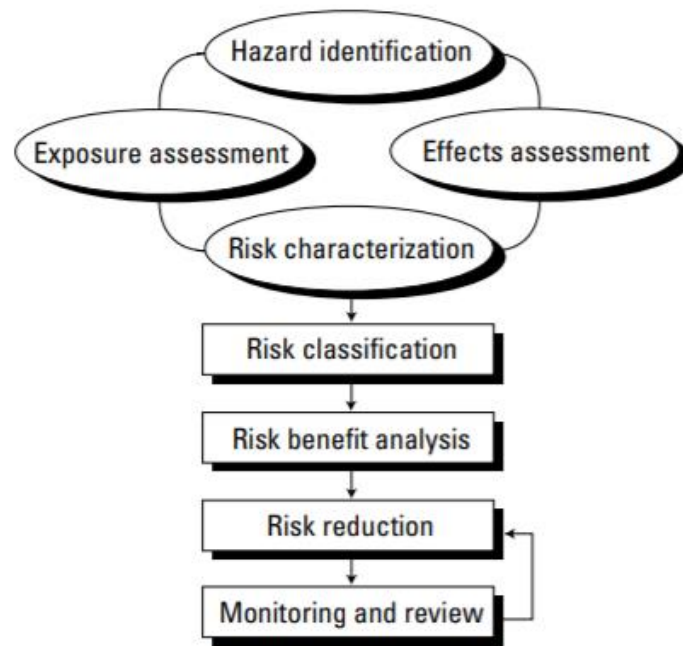 Hazard identification
Exposure assessment
Effects assessment
Risk characterization
Risk classification
Risk benefit analysis
Risk reduction
Monitoring and review